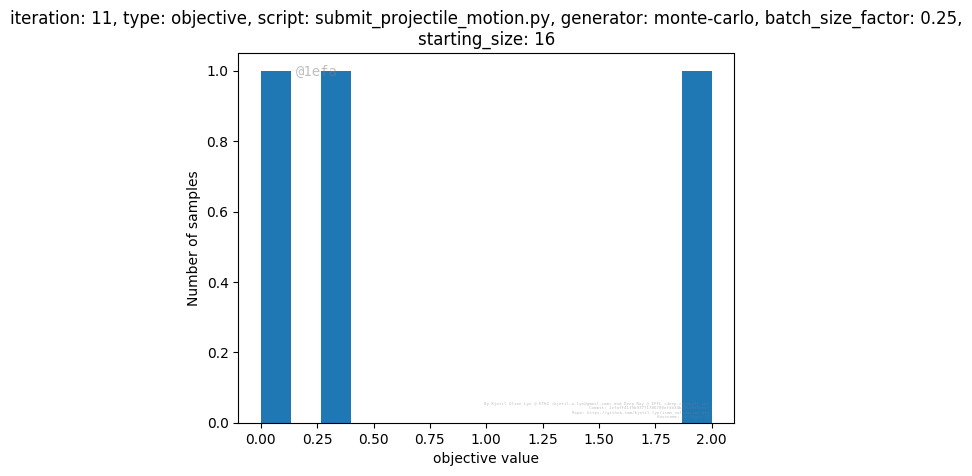 iteration: 11, type: objective, script: submit_projectile_motion.py, generator: monte-carlo, batch_size_factor: 0.25,
starting_size: 16
@1efa
1.0
0.8
0.6
0.4
0.2
0.0
Number of samples
0.00 0.25 0.50 0.75 1.00 1.25 1.50 1.75 2.00
objective value